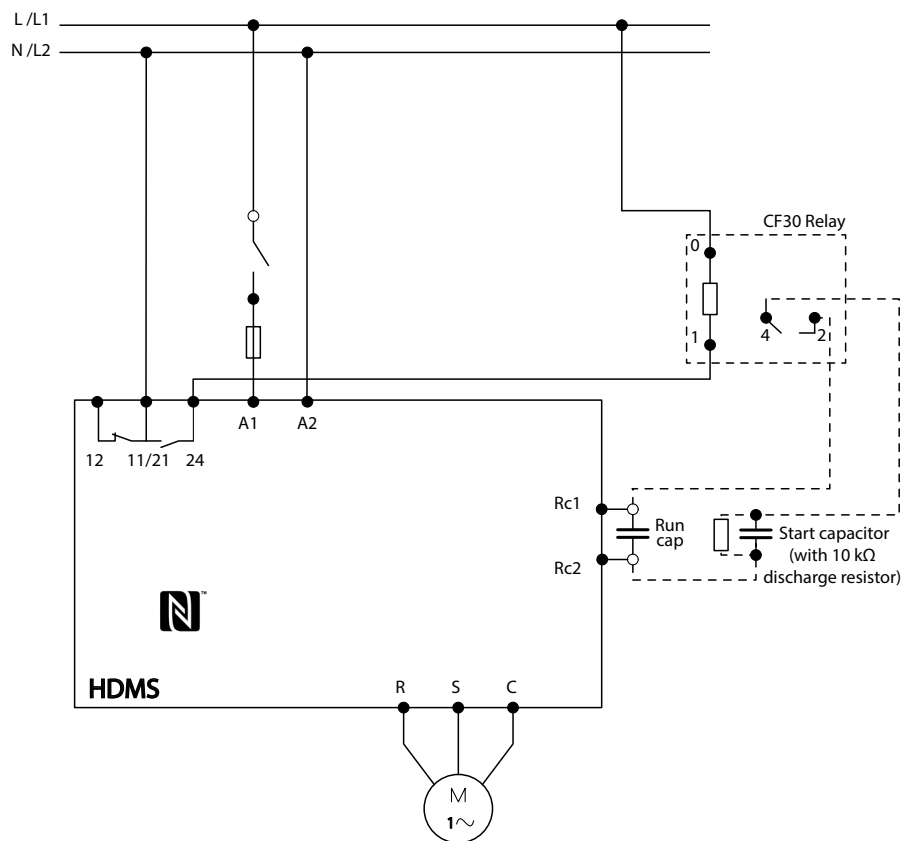 L /L1
N /L2
CF30 Relay
0
1
4
2
A1
A2
12
11/21
24
Rc1
Run
cap
Start capacitor
(with 10 kΩ
discharge resistor)
Rc2
™
HDMS
R
S
C
M
1~